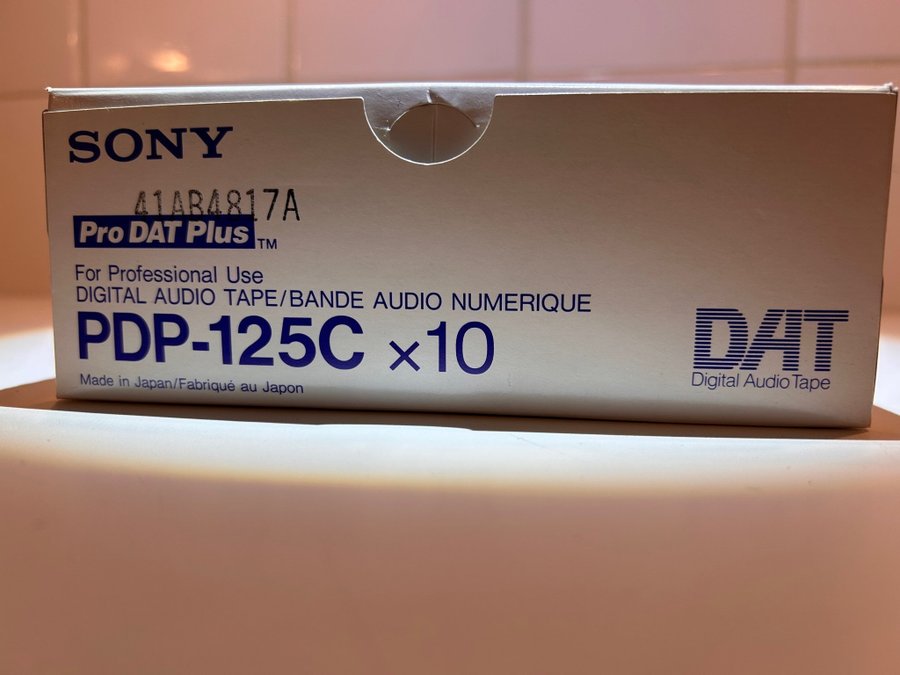 SONY
41AB4817A
Pro DAT Plus™
For Professional Use
DIGITAL AUDIO TAPE/BANDE AUDIO NUMERIQUE
PDP-125C ×10
Made in Japan/Fabriqué au Japon
DAT
Digital Audio Tape